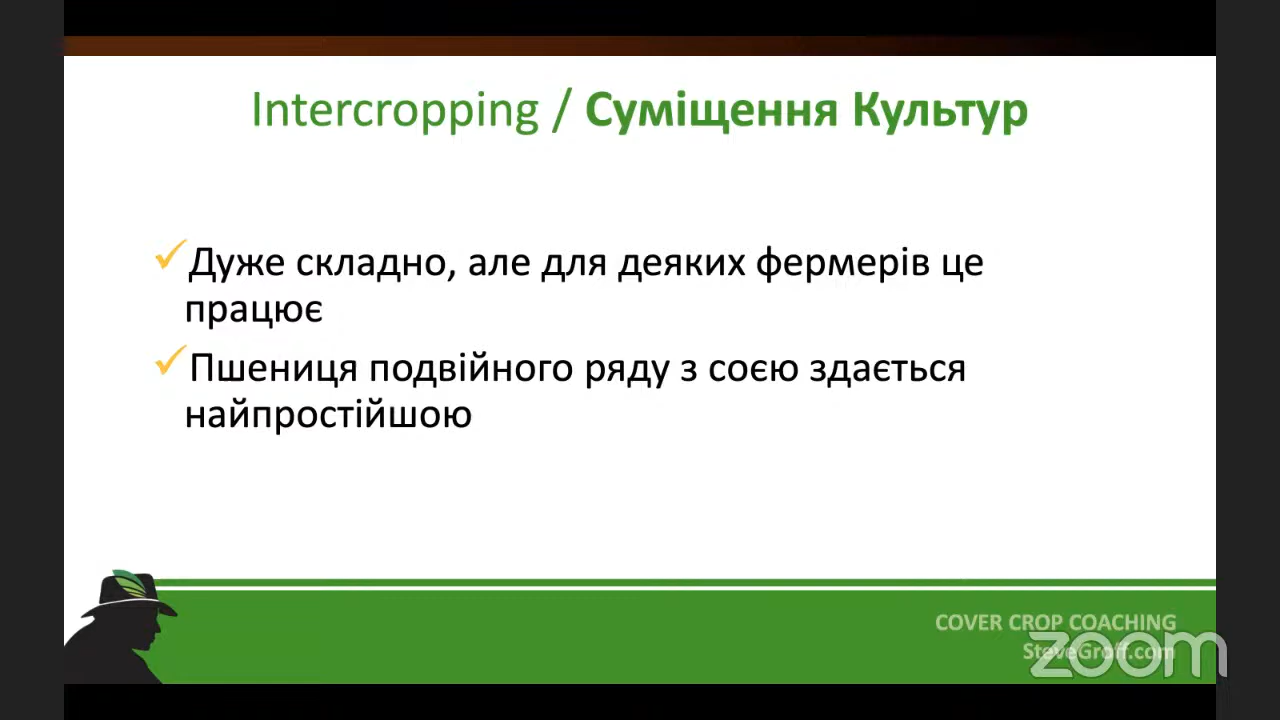 Intercropping / Суміщення Культур
Дуже складно, але для деяких фермерів це
працює
Пшениця подвійного ряду з соєю здається
найпростійшою
COVER CROP COACHING
SteveGroff.com
zoom